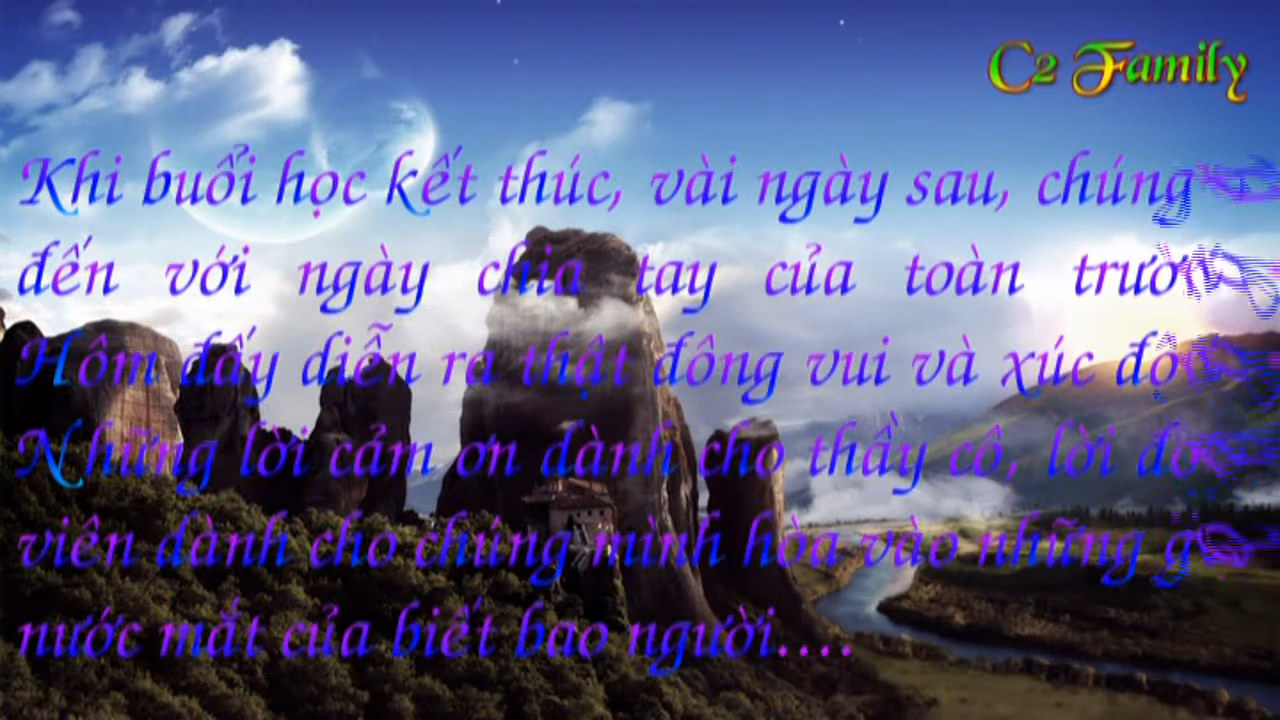 C2 Family
Khi buổi học kết thúc, vài ngày sau, chúng
đến với ngày chia tay của toàn
Hôm đấy diễn ra thật đông vui và xúc
Những lời cảm ơn dành cho thầy cô, lời
viên dành cho chúng mình hòa vào những
nước mắt của biết bao người....